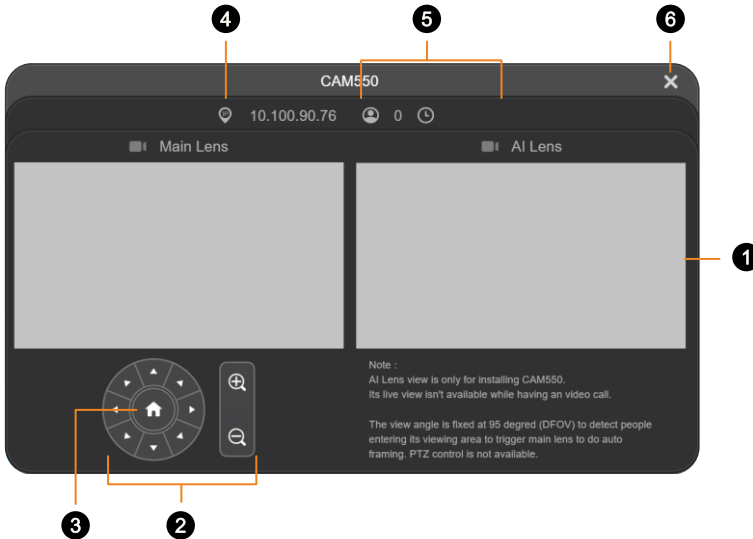 4
5
6
CAM550
10.100.90.76 0
Main Lens
AI Lens
1
Note :
AI Lens view is only for installing CAM550.
Its live view isn't available while having an video call.
The view angle is fixed at 95 degred (DFOV) to detect people
entering its viewing area to trigger main lens to do auto
framing. PTZ control is not available.
3
2